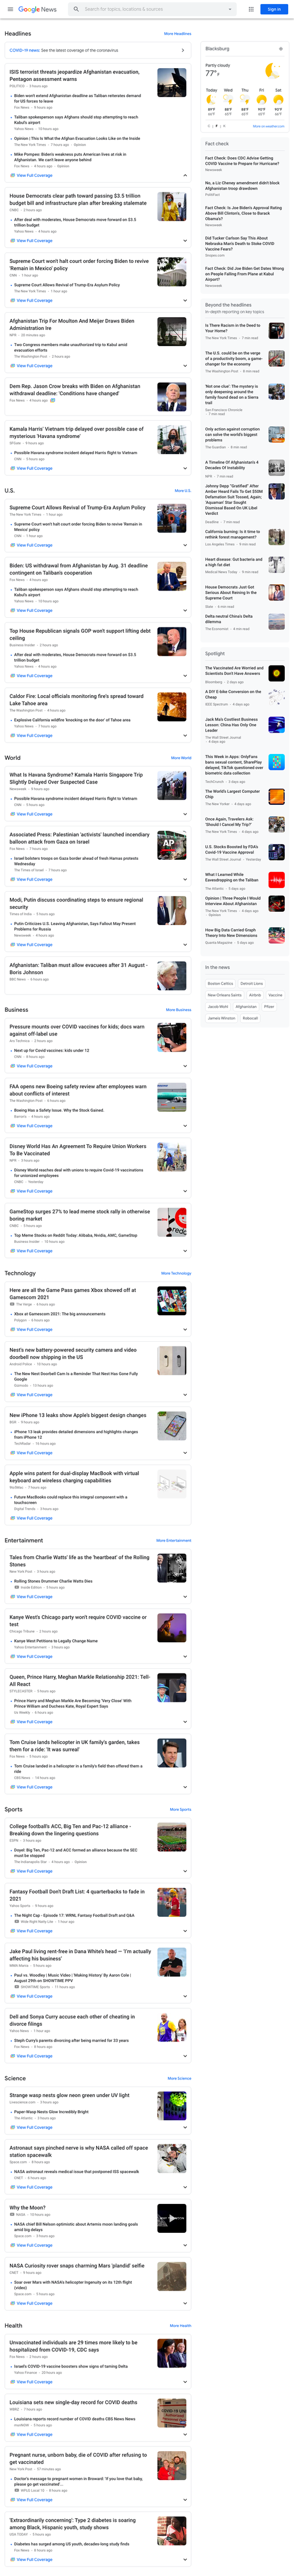 Google News
Search for topics, locations & sources
Sign in
Headlines
More Headlines
COVID-19 news: See the latest coverage of the coronavirus
ISIS terrorist threats jeopardize Afghanistan evacuation,
Pentagon assessment warns
Biden won't extend Afghanistan deadline as Taliban reiterates demand
for US forces to leave
Taliban spokesperson says Afghans should stop attempting to reach
Kabul's airport
Opinion | This Is What the Afghan Evacuation Looks Like on the Inside
Mike Pompeo: Biden's weakness puts American lives at risk in
Afghanistan. We can't leave anyone behind
View Full Coverage
House Democrats clear path toward passing $3.5 trillion
budget bill and infrastructure plan after breaking stalemate
After deal with moderates, House Democrats move forward on $3.5
trillion budget
View Full Coverage
Supreme Court won't halt court order forcing Biden to revive
'Remain in Mexico' policy
Supreme Court Allows Revival of Trump-Era Asylum Policy
View Full Coverage
Afghanistan Trip For Moulton And Meijer Draws Biden
Administration Ire
Two Congress members make unauthorized trip to Kabul amid
evacuation efforts
View Full Coverage
Dem Rep. Jason Crow breaks with Biden on Afghanistan
withdrawal deadline: 'Conditions have changed'
Kamala Harris' Vietnam trip delayed over possible case of
mysterious 'Havana syndrome'
Possible Havana syndrome incident delayed Harris flight to Vietnam
View Full Coverage
U.S.
More U.S.
Supreme Court Allows Revival of Trump-Era Asylum Policy
Supreme Court won't halt court order forcing Biden to revive 'Remain in
Mexico' policy
View Full Coverage
Biden: US withdrawal from Afghanistan by Aug. 31 deadline
contingent on Taliban's cooperation
Taliban spokesperson says Afghans should stop attempting to reach
Kabul's airport
View Full Coverage
Top House Republican signals GOP won't support lifting debt
ceiling
After deal with moderates, House Democrats move forward on $3.5
trillion budget
View Full Coverage
Caldor Fire: Local officials monitoring fire's spread toward
Lake Tahoe area
Explosive California wildfire 'knocking on the door' of Tahoe area
View Full Coverage
World
More World
What Is Havana Syndrome? Kamala Harris Singapore Trip
Slightly Delayed Over Suspected Case
Possible Havana syndrome incident delayed Harris flight to Vietnam
View Full Coverage
Associated Press: Palestinian 'activists' launched incendiary
balloon attack from Gaza on Israel
Israel bolsters troops on Gaza border ahead of fresh Hamas protests
Wednesday
View Full Coverage
Modi, Putin discuss coordinating steps to ensure regional
security
Putin Criticizes U.S. Leaving Afghanistan, Says Fallout May Present
Problems for Russia
View Full Coverage
Afghanistan: Taliban must allow evacuees after 31 August -
Boris Johnson
Business
More Business
Pressure mounts over COVID vaccines for kids; docs warn
against off-label use
Next up for Covid vaccines: kids under 12
View Full Coverage
FAA opens new Boeing safety review after employees warn
about conflicts of interest
Boeing Has a Safety Issue. Why the Stock Gained.
View Full Coverage
Disney World Has An Agreement To Require Union Workers
To Be Vaccinated
Disney World reaches deal with unions to require Covid-19 vaccinations
for unionized employees
View Full Coverage
GameStop surges 27% to lead meme stock rally in otherwise
boring market
Top Meme Stocks on Reddit Today: Alibaba, Nvidia, AMC, GameStop
View Full Coverage
Technology
More Technology
Here are all the Game Pass games Xbox showed off at
Gamescom 2021
Xbox at Gamescom 2021: The big announcements
View Full Coverage
Nest's new battery-powered security camera and video
doorbell now shipping in the US
The New Nest Doorbell Cam Is a Reminder That Nest Has Gone Fully
Google
View Full Coverage
New iPhone 13 leaks show Apple's biggest design changes
iPhone 13 leak provides detailed dimensions and highlights changes
from iPhone 12
View Full Coverage
Apple wins patent for dual-display MacBook with virtual
keyboard and wireless charging capabilities
Future MacBooks could replace this integral component with a
touchscreen
View Full Coverage
Entertainment
More Entertainment
Tales from Charlie Watts' life as the 'heartbeat' of the Rolling
Stones
Rolling Stones Drummer Charlie Watts Dies
View Full Coverage
Kanye West's Chicago party won't require COVID vaccine or
test
Kanye West Petitions to Legally Change Name
View Full Coverage
Queen, Prince Harry, Meghan Markle Relationship 2021: Tell-
All React
Prince Harry and Meghan Markle Are Becoming 'Very Close' With
Prince William and Duchess Kate, Royal Expert Says
View Full Coverage
Tom Cruise lands helicopter in UK family's garden, takes
them for a ride: 'It was surreal'
Tom Cruise landed in a helicopter in a family's field then offered them a
ride
View Full Coverage
Sports
More Sports
College football's ACC, Big Ten and Pac-12 alliance -
Breaking down the lingering questions
Doyel: Big Ten, Pac-12 and ACC formed an alliance because the SEC
must be stopped
View Full Coverage
Fantasy Football Don't Draft List: 4 quarterbacks to fade in
2021
The Night Cap - Episode 17: WRNL Fantasy Football Draft and Q&A
View Full Coverage
Jake Paul living rent-free in Dana White's head — 'I'm actually
affecting his business'
Paul vs. Woodley | Music Video | 'Waking History' By Aaron Cole |
August 29th on SHOWTIME PPV
View Full Coverage
Dell and Sonya Curry accuse each other of cheating in
divorce filings
Steph Curry's parents divorcing after being married for 33 years
View Full Coverage
Science
More Science
Strange wasp nests glow neon green under UV light
Paper-Wasp Nests Glow Incredibly Bright
View Full Coverage
Astronaut says pinched nerve is why NASA called off space
station spacewalk
NASA astronaut reveals medical issue that postponed ISS spacewalk
View Full Coverage
Why the Moon?
NASA chief Bill Nelson optimistic about Artemis moon landing goals
amid big delays
View Full Coverage
NASA Curiosity rover snaps charming Mars 'plandid' selfie
Soar over Mars with NASA's helicopter Ingenuity on its 12th flight
(video)
View Full Coverage
Health
More Health
Unvaccinated individuals are 29 times more likely to be
hospitalized from COVID-19, CDC says
Israel's COVID-19 vaccine boosters show signs of taming Delta
View Full Coverage
Louisiana sets new single-day record for COVID deaths
Louisiana reports record number of COVID deaths CBS News News
View Full Coverage
Pregnant nurse, unborn baby, die of COVID after refusing to
get vaccinated
Doctor's message to pregnant women in Broward: 'If you love that baby,
please go get vaccinated'...
View Full Coverage
'Extraordinarily concerning': Type 2 diabetes is soaring
among Black, Hispanic youth, study shows
Diabetes has surged among US youth, decades-long study finds
View Full Coverage
Blacksburg
Partly cloudy
77°F
Today Wed Thu Fri Sat
More on weather.com
Fact check
Fact Check: Does CDC Advise Getting
COVID Vaccine to Prepare for Hurricane?
No, a Liz Cheney amendment didn't block
Afghanistan troop drawdown
Fact Check: Is Joe Biden's Approval Rating
Above Bill Clinton's, Close to Barack
Obama's?
Did Tucker Carlson Say This About
Nebraska Man's Death to Stoke COVID
Vaccine Fears?
Fact Check: Did Joe Biden Get Dates Wrong
on People Falling From Plane at Kabul
Airport?
Beyond the headlines
In-depth reporting on key topics
Is There Racism in the Deed to
Your Home?
The U.S. could be on the verge
of a productivity boom, a game-
changer for the economy
'Not one clue': The mystery is
only deepening around the
family found dead on a Sierra
trail
Only action against corruption
can solve the world's biggest
problems
A Timeline Of Afghanistan's 4
Decades Of Instability
Johnny Depp "Gratified" After
Amber Heard Fails To Get $50M
Defamation Suit Tossed, Again;
'Aquaman' Star Sought
Dismissal Based On UK Libel
Verdict
California burning: Is it time to
rethink forest management?
Heart disease: Gut bacteria and
a high fat diet
House Democrats Just Got
Serious About Reining In the
Supreme Court
Delta neutral China's Delta
dilemma
Spotlight
The Vaccinated Are Worried and
Scientists Don't Have Answers
A DIY E-bike Conversion on the
Cheap
Jack Ma's Costliest Business
Lesson: China Has Only One
Leader
This Week in Apps: OnlyFans
bans sexual content, SharePlay
delayed, TikTok questioned over
biometric data collection
The World's Largest Computer
Chip
Once Again, Travelers Ask:
'Should I Cancel My Trip?'
U.S. Stocks Boosted by FDA's
Covid-19 Vaccine Approval
What I Learned While
Eavesdropping on the Taliban
Opinion | Three People I Would
Interview About Afghanistan
How Big Data Carried Graph
Theory Into New Dimensions
In the news
Boston Celtics
Detroit Lions
New Orleans Saints
Airbnb
Vaccine
Jacob Wohl
Afghanistan
Pfizer
Jameis Winston
Robocall